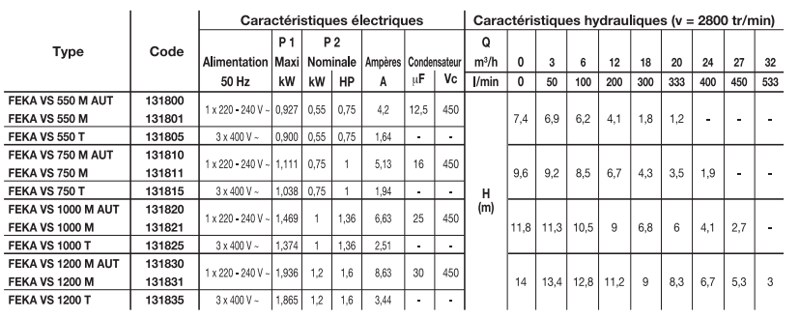 Caractéristiques électriques Caractéristiques hydrauliques (v = 2800 tr/min)
Type Code Alimentation 50 Hz P 1 Maxi kW P 2 Nominale kW HP Ampères A Condensateur µF Vc
Q m³/h 0 3 6 12 18 20 24 27 32
l/min 0 50 100 200 300 333 400 450 533
FEKA VS 550 M AUT 131800
FEKA VS 550 M 131801
1 x 220 - 240 V ~ 0,927 0,55 0,75 4,2 12,5 450
FEKA VS 550 T 131805 3 x 400 V ~ 0,900 0,55 0,75 1,64 - -
7,4 6,9 6,2 4,1 1,8 1,2 - - -
FEKA VS 750 M AUT 131810
FEKA VS 750 M 131811
1 x 220 - 240 V ~ 1,111 0,75 1 5,13 16 450
FEKA VS 750 T 131815 3 x 400 V ~ 1,038 0,75 1 1,94 - -
9,6 9,2 8,5 6,7 4,3 3,5 1,9 - -
H
(m)
FEKA VS 1000 M AUT 131820
FEKA VS 1000 M 131821
1 x 220 - 240 V ~ 1,469 1 1,36 6,63 25 450
FEKA VS 1000 T 131825 3 x 400 V ~ 1,374 1 1,36 2,51 - -
11,8 11,3 10,5 9 6,8 6 4,1 2,7 -
FEKA VS 1200 M AUT 131830
FEKA VS 1200 M 131831
1 x 220 - 240 V ~ 1,936 1,2 1,6 8,63 30 450
FEKA VS 1200 T 131835 3 x 400 V ~ 1,865 1,2 1,6 3,44 - -
14 13,4 12,8 11,2 9 8,3 6,7 5,3 3